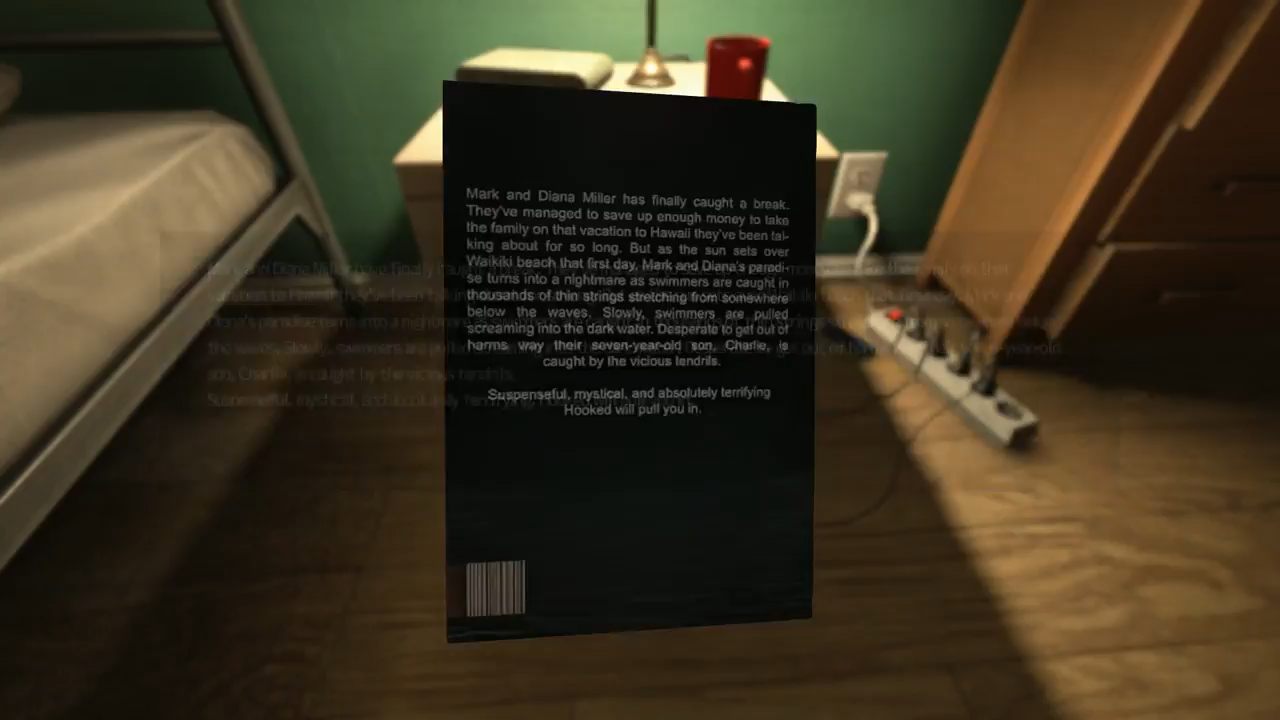 Mark and Diana Miller has finally caught a break.
They've managed to save up enough money to take
the family on that vacation to Hawaii they've been tal-
king about for so long. But as the sun sets over
Waikiki beach that first day, Mark and Diana's paradi-
se turns into a nightmare as swimmers are caught in
thousands of thin strings stretching from somewhere
below the waves. Slowly, swimmers are pulled
screaming into the dark water. Desperate to get out of
harms way their seven-year-old son, Charlie, is
caught by the vicious tendrils.
Suspenseful, mystical, and absolutely terrifying
Hooked will pull you in.